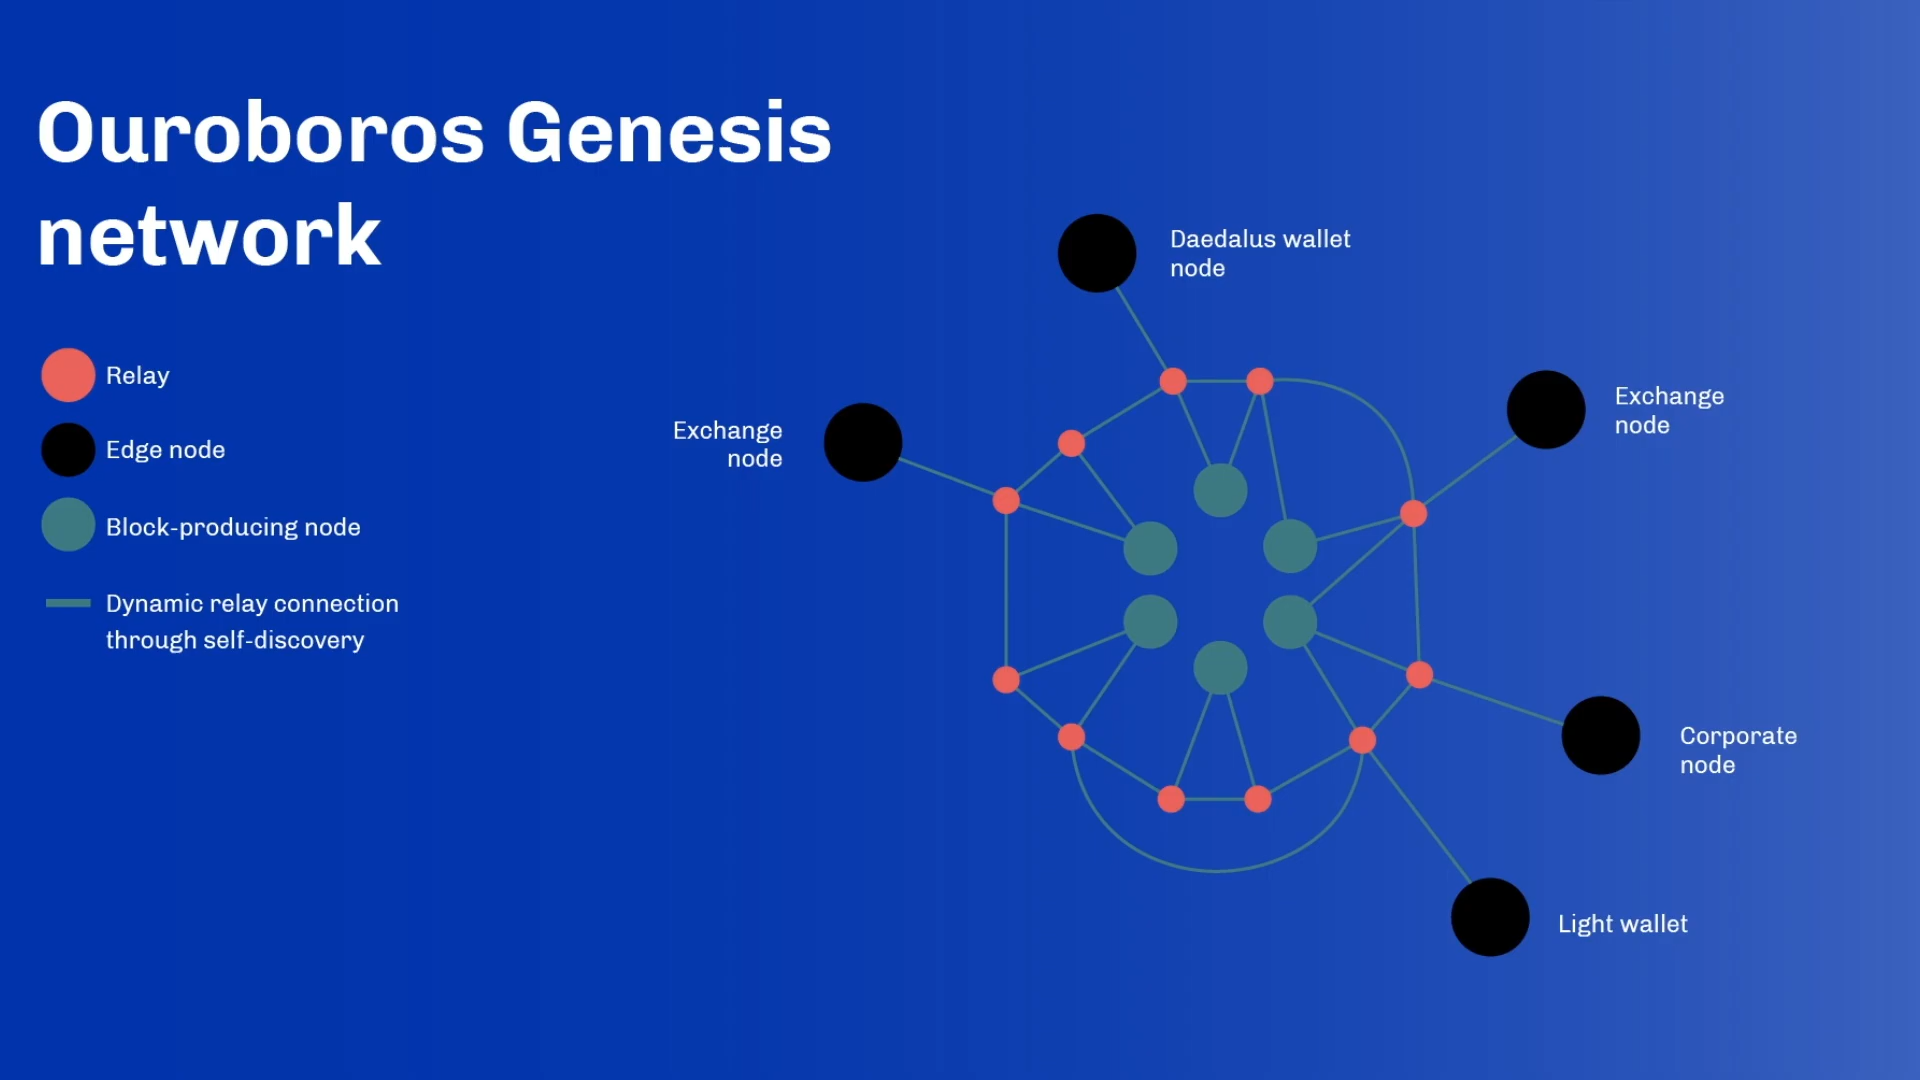 Ouroboros Genesis
network
Relay
Edge node
Block-producing node
Dynamic relay connection
through self-discovery
Daedalus wallet
node
Exchange
node
Exchange
node
Corporate
node
Light wallet